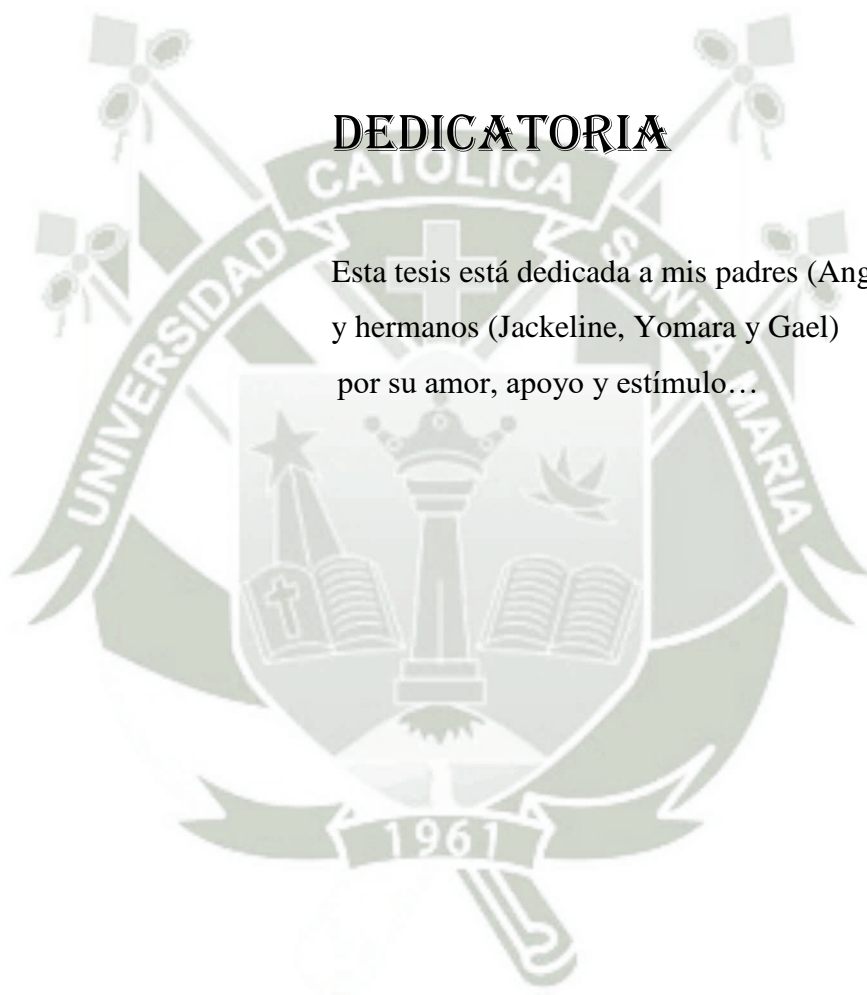 DEDICATORIA
UNIVERSIDAD CATOLICA SANTA MARIA
Esta tesis está dedicada a mis padres (Ang
y hermanos (Jackeline, Yomara y Gael)
por su amor, apoyo y estímulo…
1961